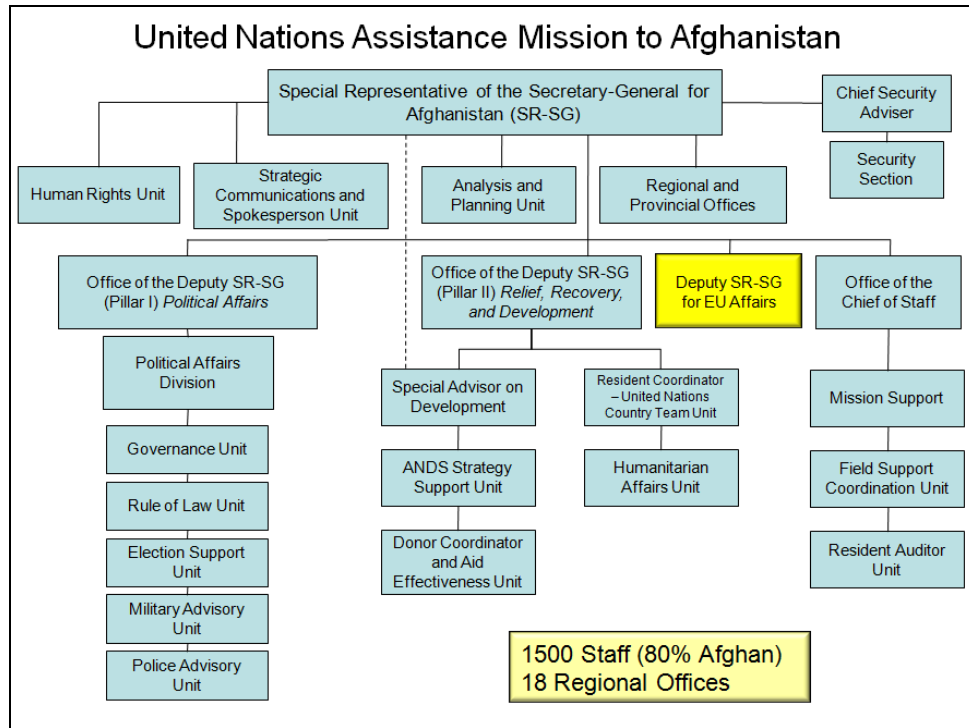 United Nations Assistance Mission to Afghanistan
Special Representative of the Secretary-General for
Afghanistan (SR-SG)
Chief Security
Adviser
Security
Section
Human Rights Unit
Strategic
Communications and
Spokesperson Unit
Analysis and
Planning Unit
Regional and
Provincial Offices
Office of the Deputy SR-SG
(Pillar I) Political Affairs
Office of the Deputy SR-SG
(Pillar II) Relief, Recovery,
and Development
Deputy SR-SG
for EU Affairs
Office of the
Chief of Staff
Political Affairs
Division
Special Advisor on
Development
Resident Coordinator
– United Nations
Country Team Unit
Mission Support
Governance Unit
ANDS Strategy
Support Unit
Humanitarian
Affairs Unit
Field Support
Coordination Unit
Rule of Law Unit
Donor Coordinator
and Aid
Effectiveness Unit
Resident Auditor
Unit
Election Support
Unit
Military Advisory
Unit
Police Advisory
Unit
1500 Staff (80% Afghan)
18 Regional Offices